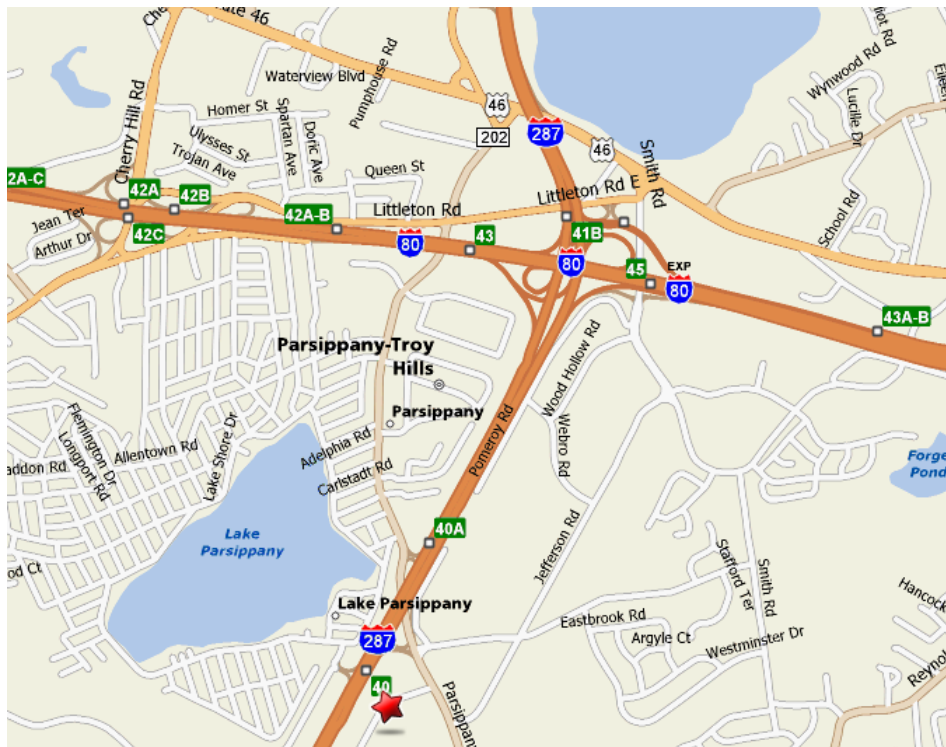 Che
ute 46
Waterview Blvd
Pumphouse Rd
Homer St
Cherry Hill Rd
Ulysses St
Spartan Ave
Doric Ave
Trojan Ave
Queen St
46
202
287
46
Smith Rd
Wynwood Rd
Lucille Dr
School Rd
Littleton Rd E
Littleton Rd
2A-C
42A
42B
42C
42A-B
43
41B
45
EXP
80
80
80
43A-B
Jean Ter
Arthur Dr
Parsippany-Troy
Hills
Parsippany
Wood Hollow Rd
Webro Rd
Pomeroy Rd
Flemington Dr
Longport Rd
Allentown Rd
Lake Shore Dr
Adelphia Rd
Carlstadt Rd
addon Rd
Forge
Pond
Lake
Parsippany
40A
Jefferson Rd
Stafford Ter
Smith Rd
od Ct
Lake Parsippany
Eastbrook Rd
Argyle Ct
Westminster Dr
Hancock
Reynol
287
40
Parsippany